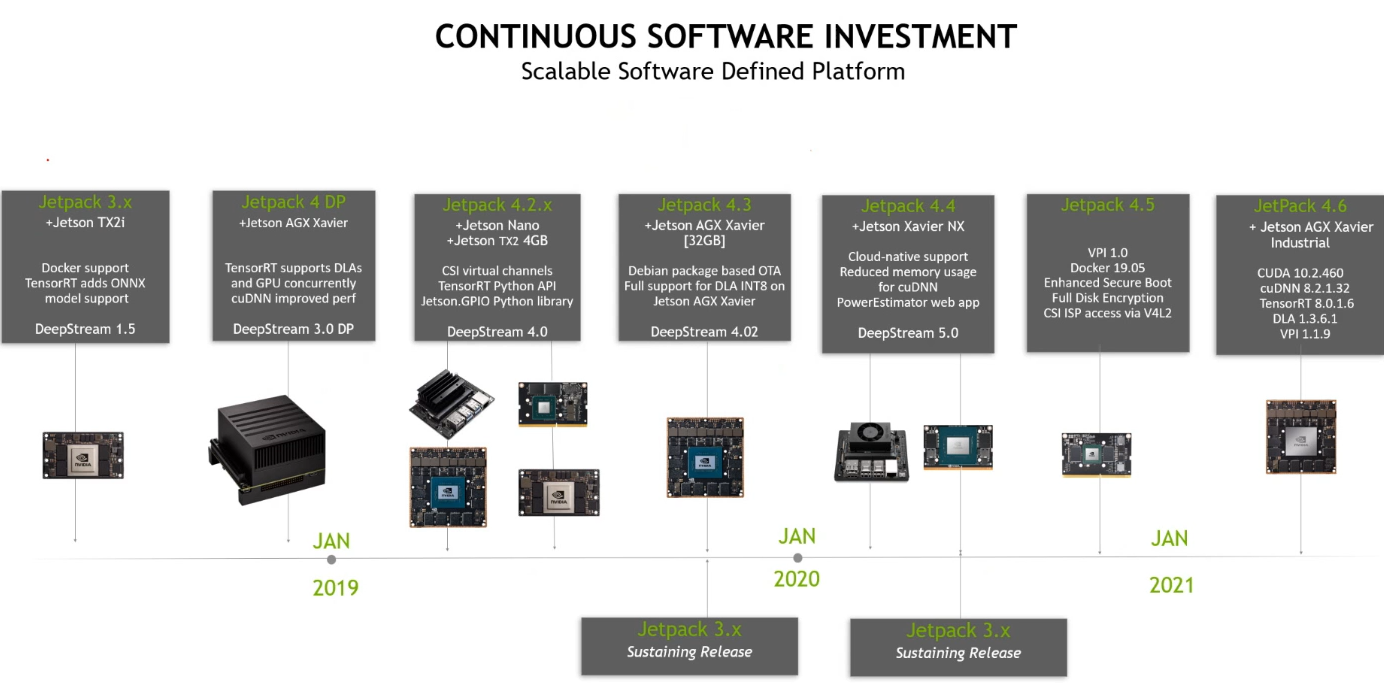 CONTINUOUS SOFTWARE INVESTMENT
Scalable Software Defined Platform
Jetpack 3.x
+Jetson TX2i
Docker support
TensorRT adds ONNX
model support
DeepStream 1.5
Jetpack 4 DP
+Jetson AGX Xavier
TensorRT supports DLAs
and GPU concurrently
cuDNN improved perf
DeepStream 3.0 DP
Jetpack 4.2.x
+Jetson Nano
+Jetson TX2 4GB
CSI virtual channels
TensorRT Python API
Jetson.GPIO Python library
DeepStream 4.0
Jetpack 4.3
+Jetson AGX Xavier
[32GB]
Debian package based OTA
Full support for DLA INT8 on
Jetson AGX Xavier
DeepStream 4.02
Jetpack 4.4
+Jetson Xavier NX
Cloud-native support
Reduced memory usage
for cuDNN
PowerEstimator web app
DeepStream 5.0
Jetpack 4.5
VPI 1.0
Docker 19.05
Enhanced Secure Boot
Full Disk Encryption
CSI ISP access via V4L2
JetPack 4.6
+ Jetson AGX Xavier
Industrial
CUDA 10.2.460
cuDNN 8.2.1.32
TensorRT 8.0.1.6
DLA 1.3.6.1
VPI 1.1.9
NVIDIA
NVIDIA
JAN
2019
JAN
2020
JAN
2021
Jetpack 3.x
Sustaining Release
Jetpack 3.x
Sustaining Release